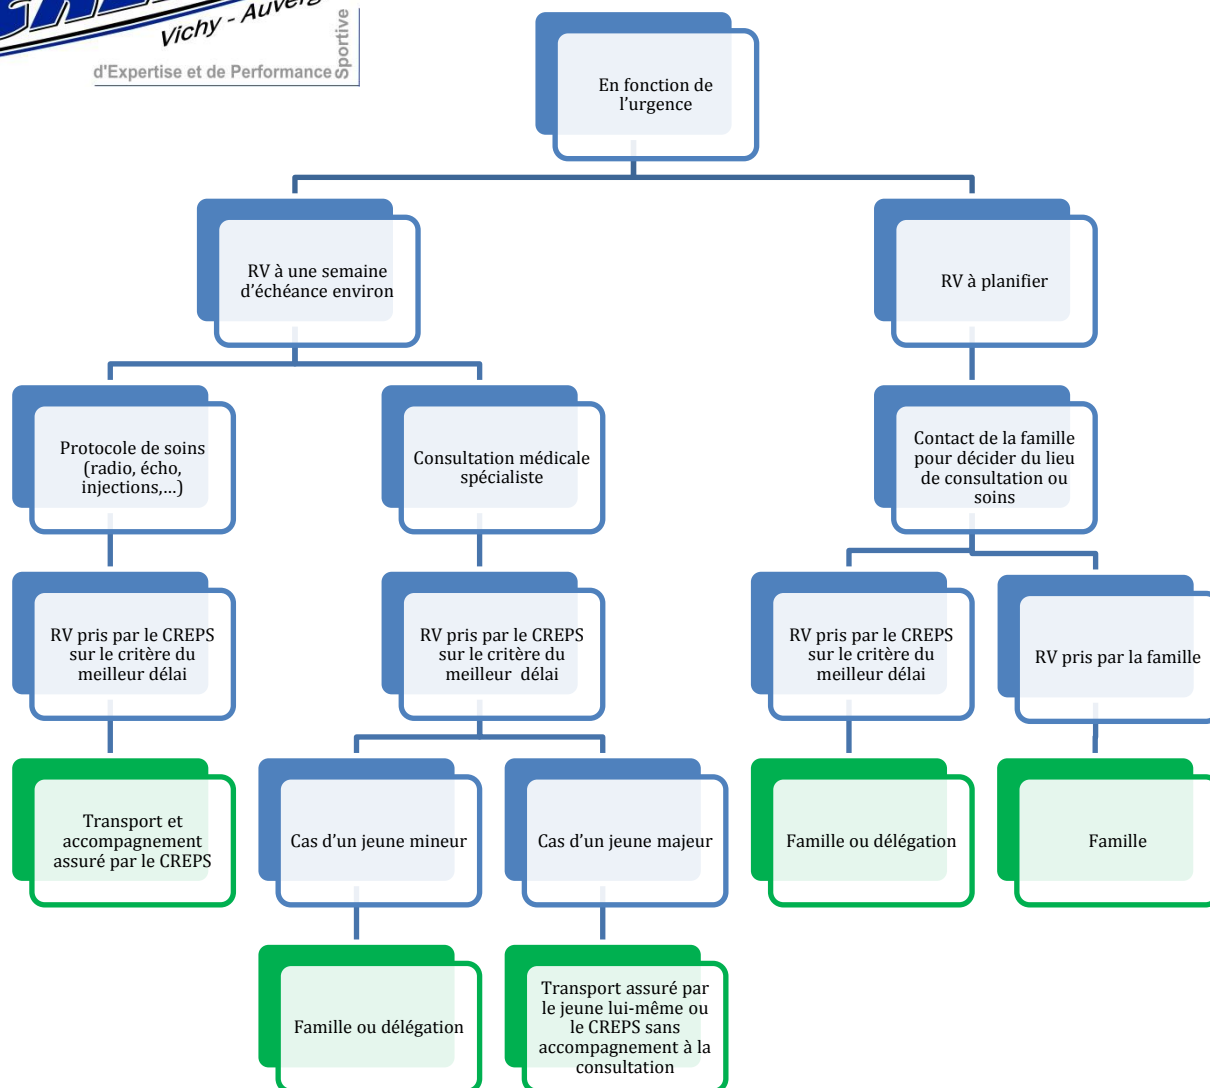 Vichy - Auverg
d'Expertise et de Performance
Sportive
En fonction de
l'urgence
RV à une semaine
d'échéance environ
RV à planifier
Protocole de soins
(radio, écho,
injections,...)
Consultation médicale
spécialiste
Contact de la famille
pour décider du lieu
de consultation ou
soins
RV pris par le CREPS
sur le critère du
meilleur délai
RV pris par le CREPS
sur le critère du
meilleur délai
RV pris par le CREPS
sur le critère du
meilleur délai
RV pris par la famille
Transport et
accompagnement
assuré par le CREPS
Cas d'un jeune mineur
Cas d'un jeune majeur
Famille ou délégation
Famille
Famille ou délégation
Transport assuré par
le jeune lui-même ou
le CREPS sans
accompagnement à la
consultation